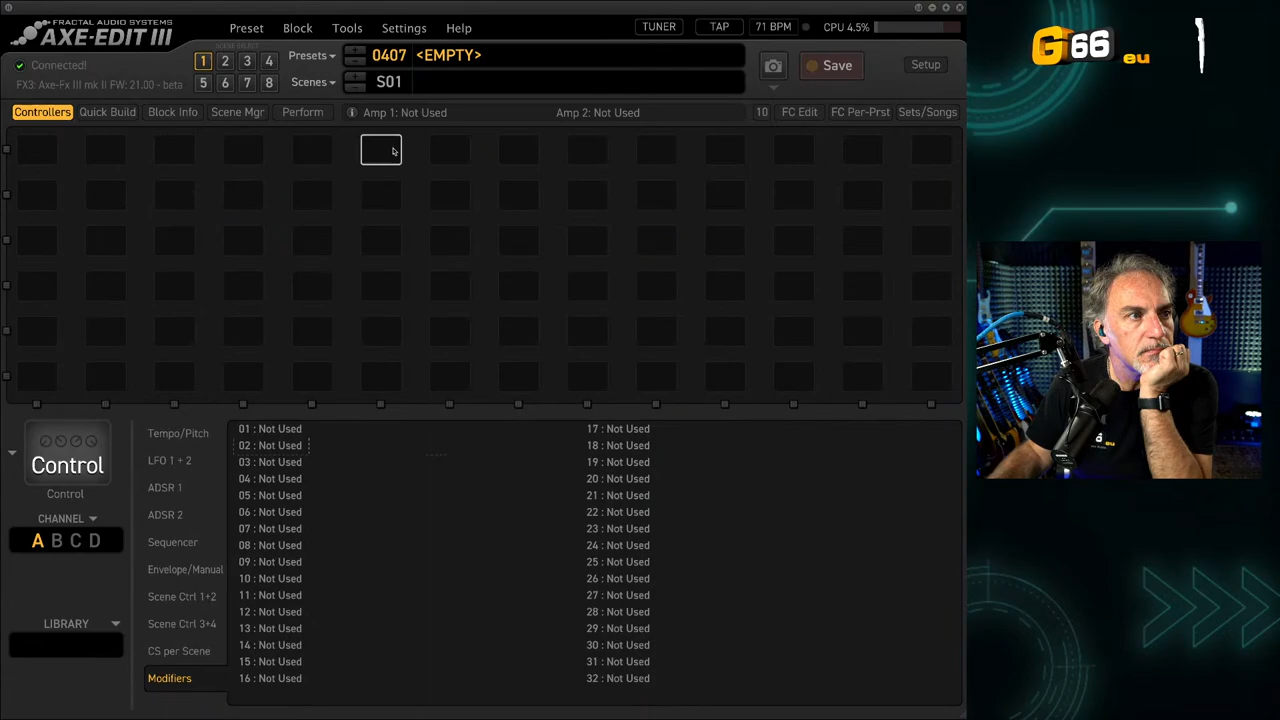 FRACTAL AUDIO SYSTEMS
AXE-EDIT III
Preset Block Tools Settings Help
TUNER TAP 71 BPM CPU 4.5%
Connected!
FX3: Axe-Fx III mk II FW: 21.00 - beta
SCENE SELECT
1 2 3 4
5 6 7 8
Presets 0407 <EMPTY>
Scenes S01
Save
Setup
Controllers Quick Build Block Info Scene Mgr Perform Amp 1: Not Used Amp 2: Not Used 10 FC Edit FC Per-Prst Sets/Songs
Control
Control
CHANNEL
A B C D
LIBRARY
Tempo/Pitch
LFO 1 + 2
ADSR 1
ADSR 2
Sequencer
Envelope/Manual
Scene Ctrl 1+2
Scene Ctrl 3+4
CS per Scene
Modifiers
01 : Not Used
02 : Not Used
03 : Not Used
04 : Not Used
05 : Not Used
06 : Not Used
07 : Not Used
08 : Not Used
09 : Not Used
10 : Not Used
11 : Not Used
12 : Not Used
13 : Not Used
14 : Not Used
15 : Not Used
16 : Not Used
17 : Not Used
18 : Not Used
19 : Not Used
20 : Not Used
21 : Not Used
22 : Not Used
23 : Not Used
24 : Not Used
25 : Not Used
26 : Not Used
27 : Not Used
28 : Not Used
29 : Not Used
30 : Not Used
31 : Not Used
32 : Not Used
G66
eu